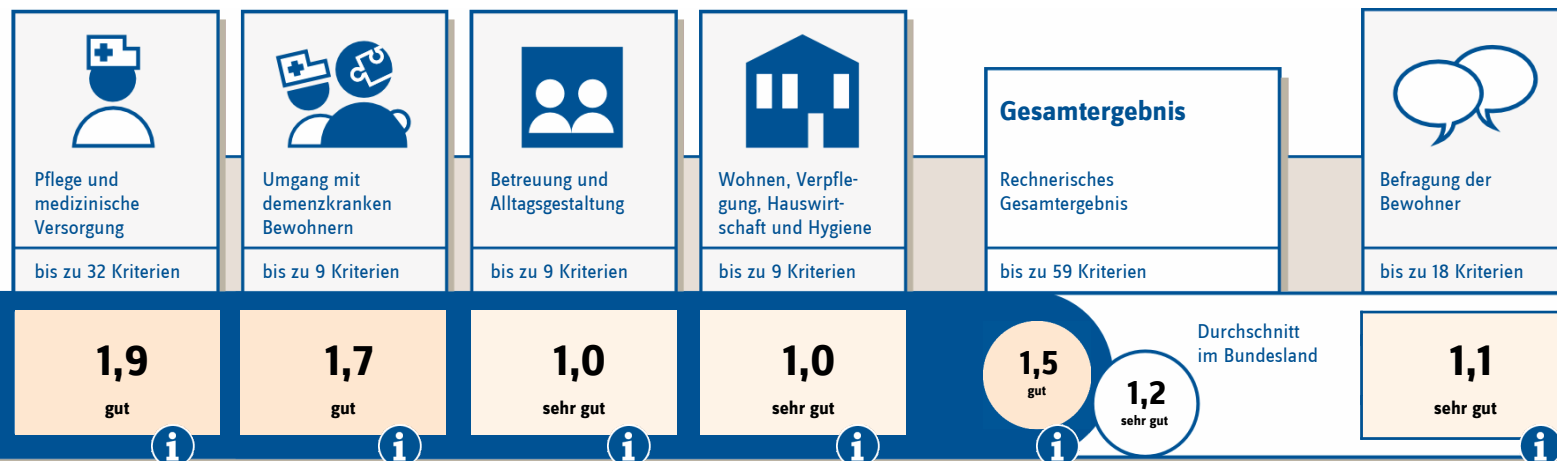 Pflege und
medizinische
Versorgung
bis zu 32 Kriterien
1,9
gut
i
Umgang mit
demenzkranken
Bewohnern
bis zu 9 Kriterien
1,7
gut
i
Betreuung und
Alltagsgestaltung
bis zu 9 Kriterien
1,0
sehr gut
i
Wohnen, Verpfle-
gung, Hauswirt-
schaft und Hygiene
bis zu 9 Kriterien
1,0
sehr gut
i
Gesamtergebnis
Rechnerisches
Gesamtergebnis
bis zu 59 Kriterien
1,5
gut
i
1,2
sehr gut
Durchschnitt
im Bundesland
Befragung der
Bewohner
bis zu 18 Kriterien
1,1
sehr gut
i